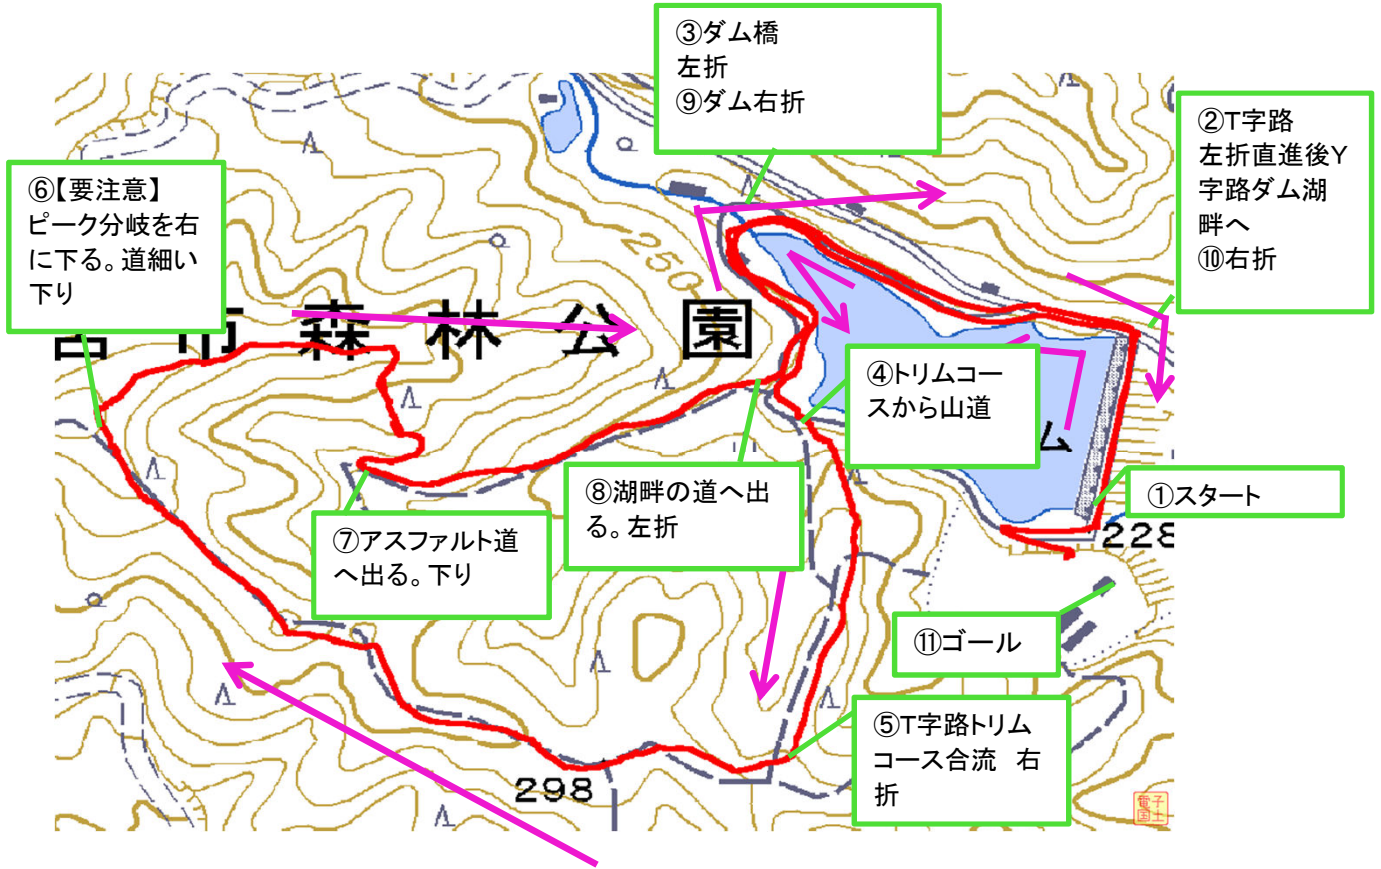 ③ダム橋
左折
⑨ダム右折
②T字路
左折直進後Y
字路ダム湖
畔へ
⑩右折
⑥【要注意】
ピーク分岐を右
に下る。道細い
下り
250
市森林公園
④トリムコー
スから山道
ム
①スタート
228
⑧湖畔の道へ出
る。左折
⑦アスファルト道
へ出る。下り
⑪ゴール
⑤T字路トリム
コース合流　右
折
298
電子
国土